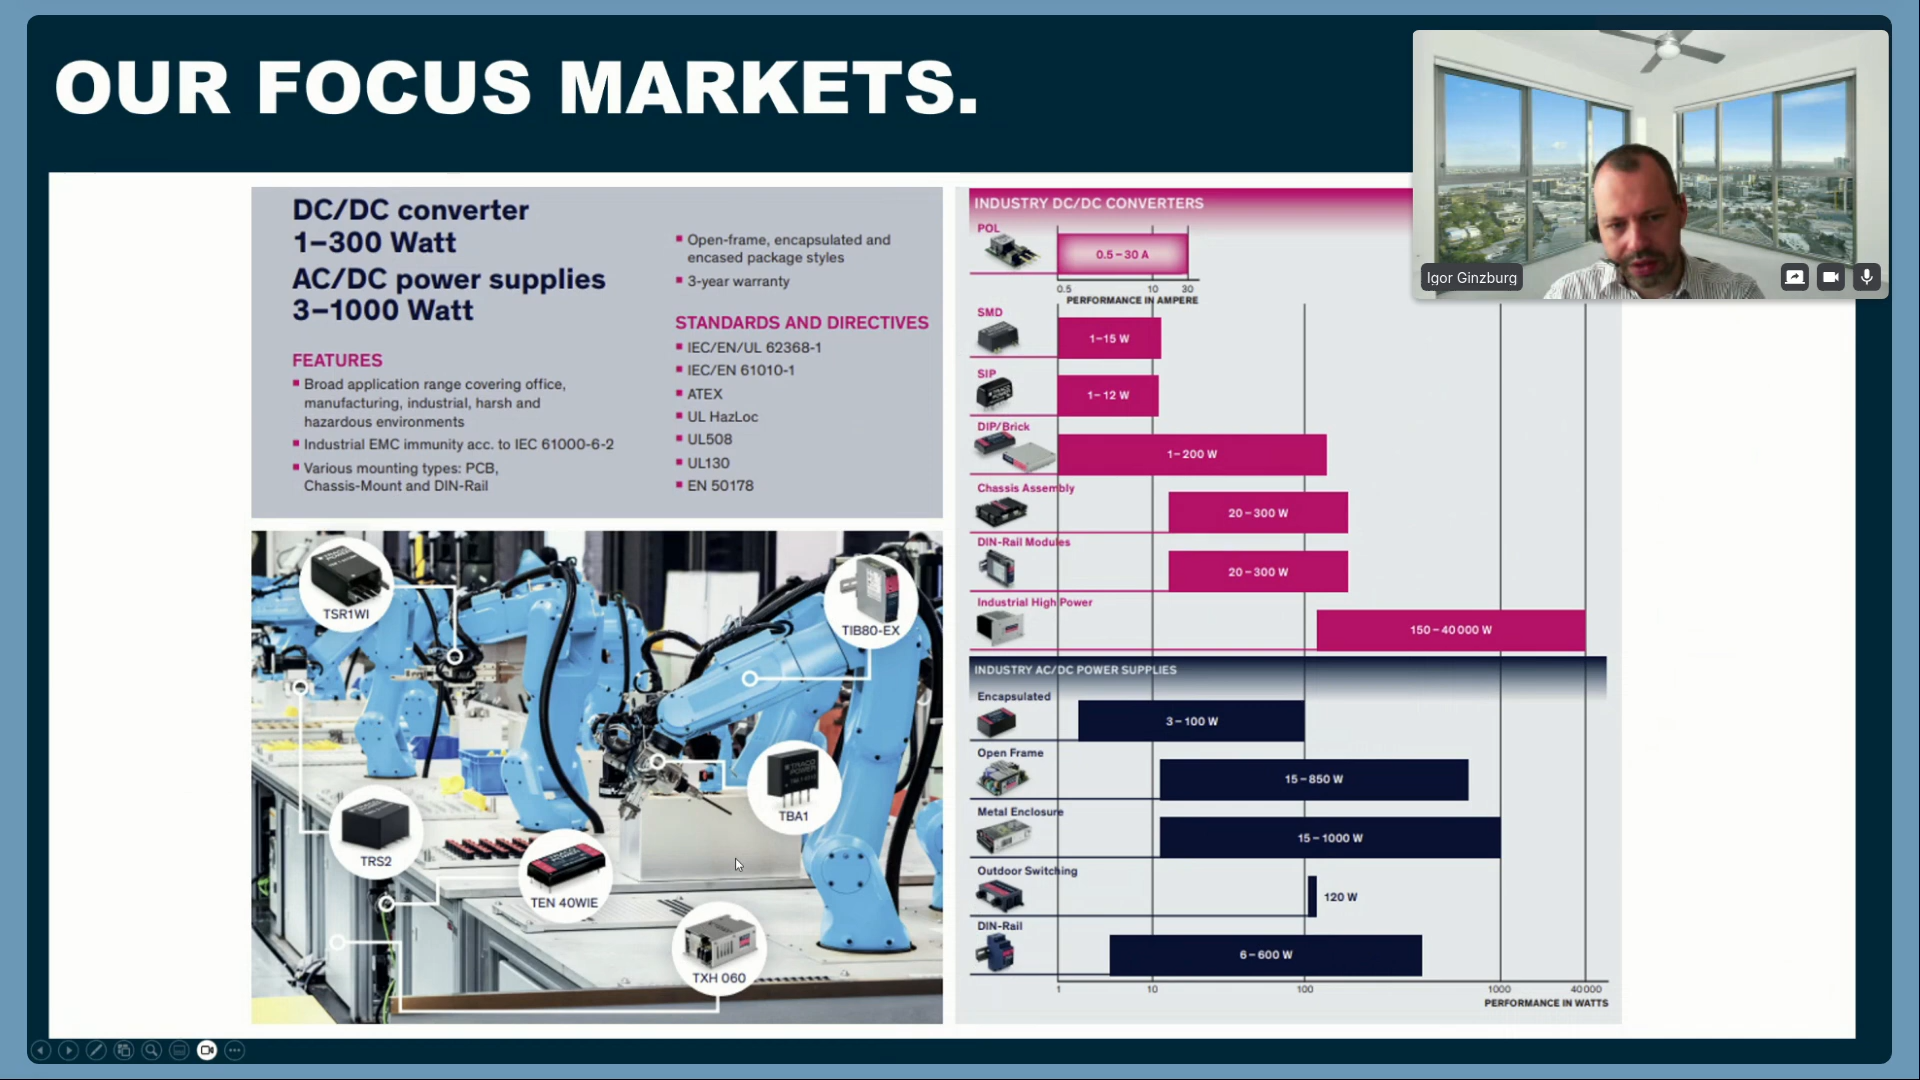 OUR FOCUS MARKETS.
Igor Ginzburg
DC/DC converter
1–300 Watt
AC/DC power supplies
3–1000 Watt
FEATURES
Broad application range covering office,
manufacturing, industrial, harsh and
hazardous environments
Industrial EMC immunity acc. to IEC 61000-6-2
Various mounting types: PCB,
Chassis-Mount and DIN-Rail
Open-frame, encapsulated and
encased package styles
3-year warranty
STANDARDS AND DIRECTIVES
IEC/EN/UL 62368-1
IEC/EN 61010-1
ATEX
UL HazLoc
UL508
UL130
EN 50178
TSR1WI
TIB80-EX
TBA1
TRS2
TEN 40WIE
TXH 060
INDUSTRY DC/DC CONVERTERS
POL
0.5–30 A
0.5 10 30
PERFORMANCE IN AMPERE
SMD
1–15 W
SIP
1–12 W
DIP/Brick
1–200 W
Chassis Assembly
20–300 W
DIN-Rail Modules
20–300 W
Industrial High Power
150–40 000 W
INDUSTRY AC/DC POWER SUPPLIES
Encapsulated
3–100 W
Open Frame
15–850 W
Metal Enclosure
15–1000 W
Outdoor Switching
120 W
DIN-Rail
6–600 W
1 10 100 1000 40 000
PERFORMANCE IN WATTS